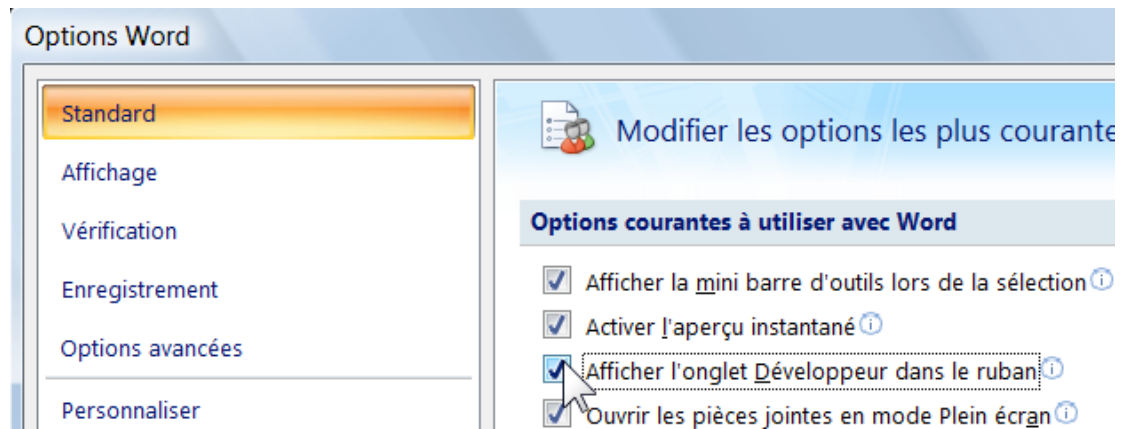 Options Word
Standard
Affichage
Vérification
Enregistrement
Options avancées
Personnaliser
Modifier les options les plus courante
Options courantes à utiliser avec Word
Afficher la mini barre d'outils lors de la sélection
Activer l'aperçu instantané
Afficher l'onglet Développeur dans le ruban
Ouvrir les pièces jointes en mode Plein écran